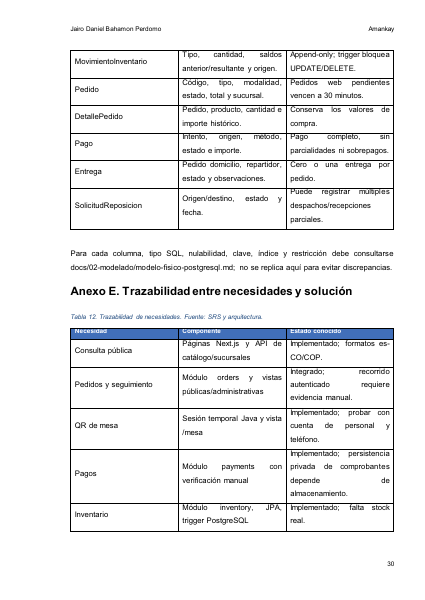 Jairo Daniel Bahamon Perdomo
Amankay
MovimientoInventario
Tipo, cantidad, saldos
anterior/resultante y origen.
Append-only; trigger bloquea
UPDATE/DELETE.
Pedido
Código, tipo, modalidad,
estado, total y sucursal.
Pedidos web pendientes
vencen a 30 minutos.
DetallePedido
Pedido, producto, cantidad e
importe histórico.
Conserva los valores de
compra.
Pago
Intento, origen, método,
estado e importe.
Pago completo, sin
parcialidades ni sobrepagos.
Entrega
Pedido domicilio, repartidor,
estado y observaciones.
Cero o una entrega por
pedido.
SolicitudReposicion
Origen/destino, estado y
fecha.
Puede registrar múltiples
despachos/recepciones
parciales.
Para cada columna, tipo SQL, nulabilidad, clave, índice y restricción debe consultarse
docs/02-modelado/modelo-fisico-postgresql.md; no se replica aquí para evitar discrepancias.
Anexo E. Trazabilidad entre necesidades y solución
Tabla 12. Trazabilidad de necesidades. Fuente: SRS y arquitectura.
Necesidad
Componente
Estado conocido
Consulta pública
Páginas Next.js y API de
catálogo/sucursales
Implementado; formatos es-
CO/COP.
Pedidos y seguimiento
Módulo orders y vistas
públicas/administrativas
Integrado; recorrido
autenticado requiere
evidencia manual.
QR de mesa
Sesión temporal Java y vista
/mesa
Implementado; probar con
cuenta de personal y
teléfono.
Pagos
Módulo payments con
verificación manual
Implementado; persistencia
privada de comprobantes
depende de
almacenamiento.
Inventario
Módulo inventory, JPA,
trigger PostgreSQL
Implementado; falta stock
real.
30